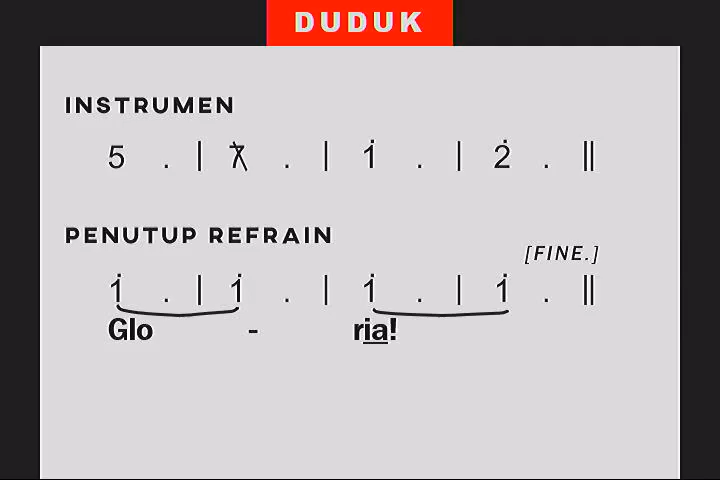 DUDUK
INSTRUMEN
5 . | 7̷ . | 1̇ . | 2̇ . ||
PENUTUP REFRAIN
[FINE.]
1̇ . | 1̇ . | 1̇ . | 1̇ . ||
Glo - ria!